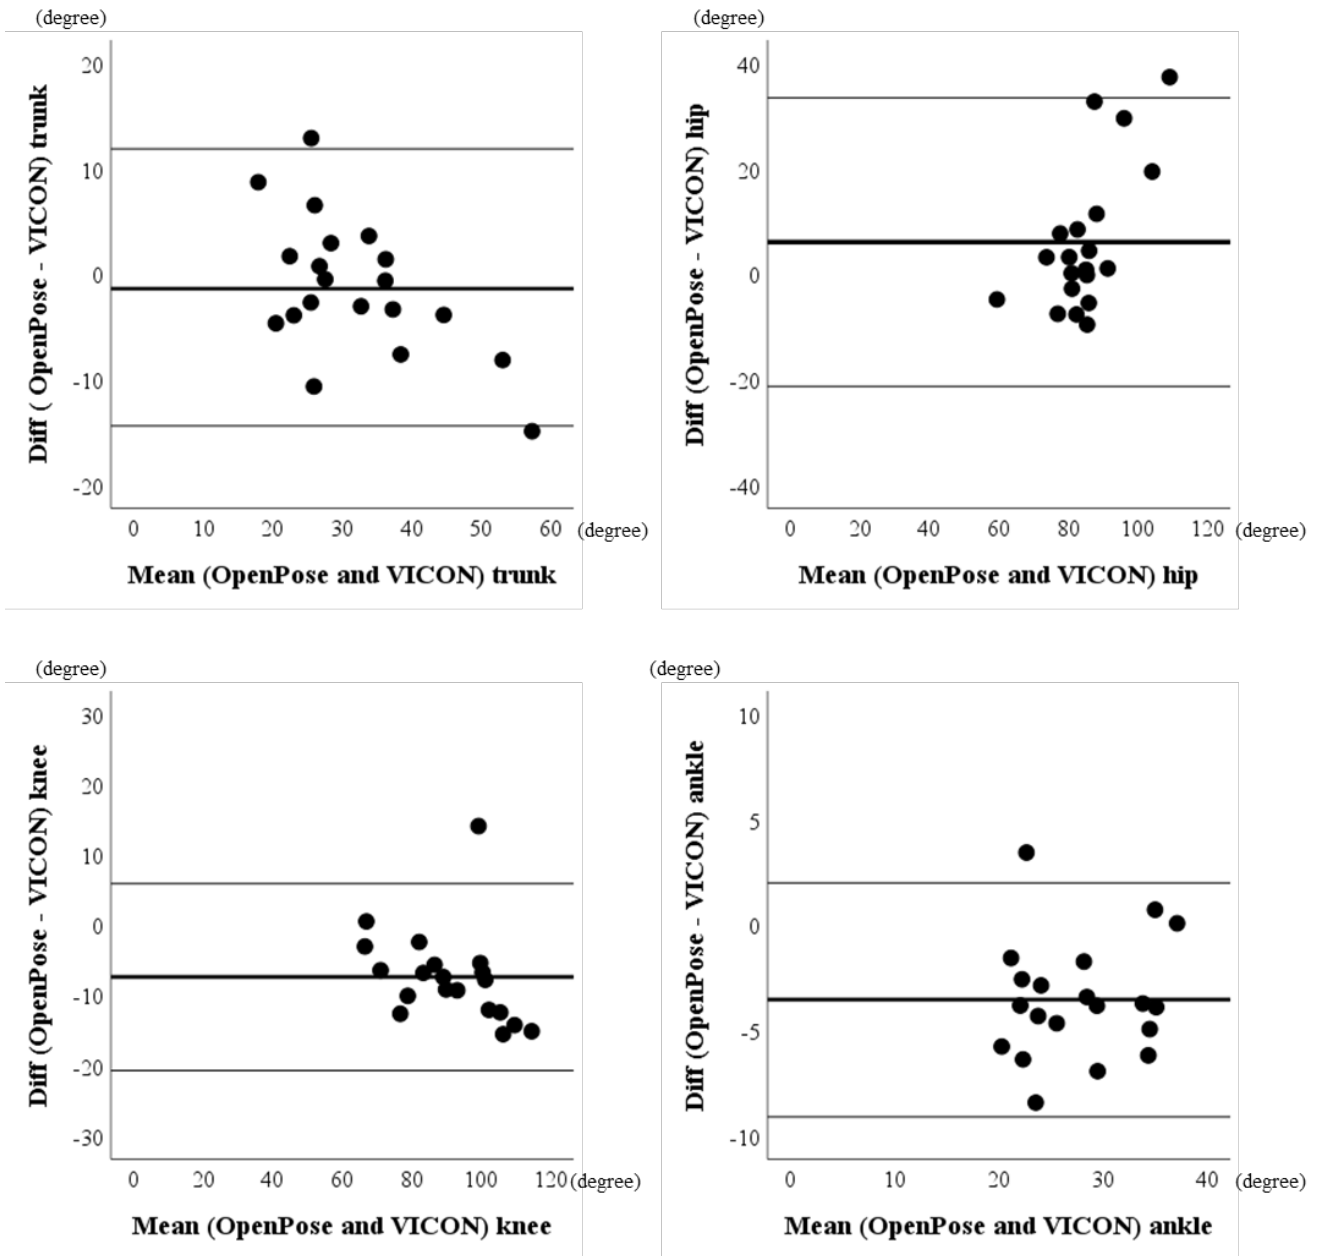 (degree)
20
10
0
-10
-20
Diff ( OpenPose - VICON) trunk
0 10 20 30 40 50 60 (degree)
Mean (OpenPose and VICON) trunk
(degree)
40
20
0
-20
-40
Diff (OpenPose - VICON) hip
0 20 40 60 80 100 120 (degree)
Mean (OpenPose and VICON) hip
(degree)
30
20
10
0
-10
-20
-30
Diff (OpenPose - VICON) knee
0 20 40 60 80 100 120 (degree)
Mean (OpenPose and VICON) knee
(degree)
10
5
0
-5
-10
Diff (OpenPose - VICON) ankle
0 10 20 30 40 (degree)
Mean (OpenPose and VICON) ankle